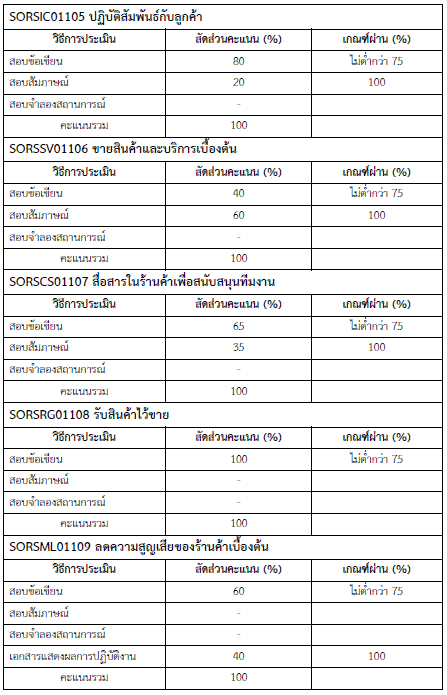 SORSIC01105 ปฏิบัติสัมพันธ์กับลูกค้า
วิธีการประเมิน สัดส่วนคะแนน (%) เกณฑ์ผ่าน (%)
สอบข้อเขียน 80 ไม่ต่ำกว่า 75
สอบสัมภาษณ์ 20 100
สอบจำลองสถานการณ์ -
คะแนนรวม 100
SORSSV01106 ขายสินค้าและบริการเบื้องต้น
วิธีการประเมิน สัดส่วนคะแนน (%) เกณฑ์ผ่าน (%)
สอบข้อเขียน 40 ไม่ต่ำกว่า 75
สอบสัมภาษณ์ 60 100
สอบจำลองสถานการณ์ -
คะแนนรวม 100
SORSCS01107 สื่อสารในร้านค้าเพื่อสนับสนุนทีมงาน
วิธีการประเมิน สัดส่วนคะแนน (%) เกณฑ์ผ่าน (%)
สอบข้อเขียน 65 ไม่ต่ำกว่า 75
สอบสัมภาษณ์ 35 100
สอบจำลองสถานการณ์ -
คะแนนรวม 100
SORSRG01108 รับสินค้าไว้ขาย
วิธีการประเมิน สัดส่วนคะแนน (%) เกณฑ์ผ่าน (%)
สอบข้อเขียน 100 ไม่ต่ำกว่า 75
สอบสัมภาษณ์ -
สอบจำลองสถานการณ์ -
คะแนนรวม 100
SORSML01109 ลดความสูญเสียของร้านค้าเบื้องต้น
วิธีการประเมิน สัดส่วนคะแนน (%) เกณฑ์ผ่าน (%)
สอบข้อเขียน 60 ไม่ต่ำกว่า 75
สอบสัมภาษณ์ -
สอบจำลองสถานการณ์ -
เอกสารแสดงผลการปฏิบัติงาน 40 100
คะแนนรวม 100